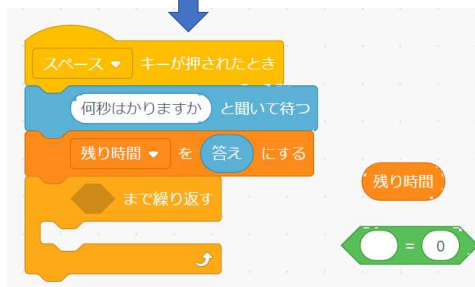 スペース キーが押されたとき
何秒はかりますか と聞いて待つ
残り時間 を 答え にする
まで繰り返す
残り時間
= 0